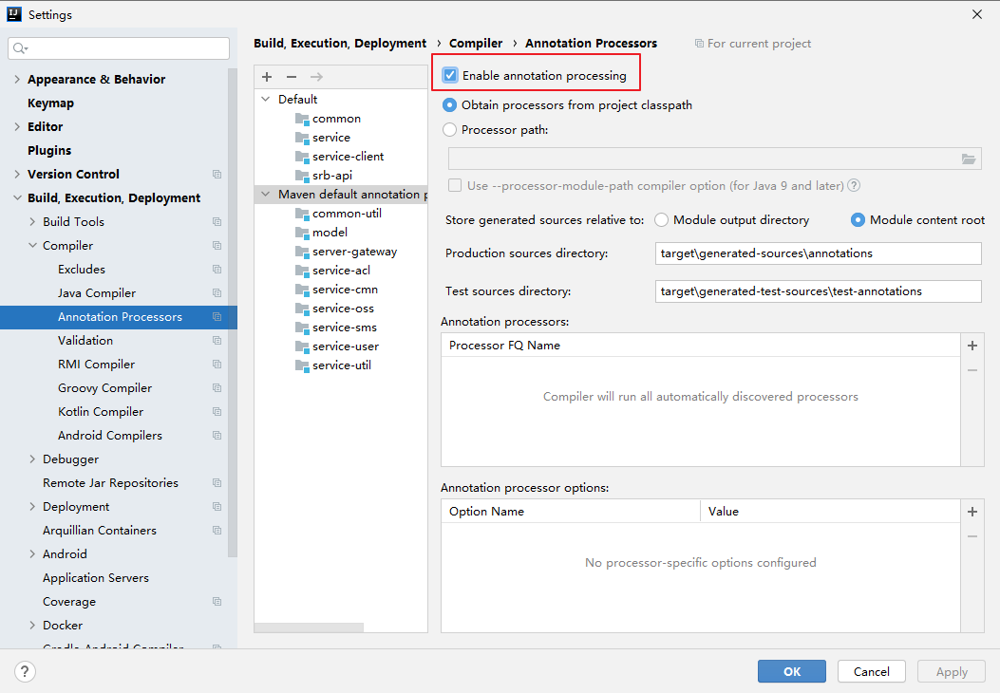 Settings
Build, Execution, Deployment › Compiler › Annotation Processors For current project
Appearance & Behavior
Keymap
Editor
Plugins
Version Control
Build, Execution, Deployment
Build Tools
Compiler
Excludes
Java Compiler
Annotation Processors
Validation
RMI Compiler
Groovy Compiler
Kotlin Compiler
Android Compilers
Debugger
Remote Jar Repositories
Deployment
Arquillian Containers
Android
Application Servers
Coverage
Docker
Gradle-Android Compiler
Default
common
service
service-client
srb-api
Maven default annotation p
common-util
model
server-gateway
service-acl
service-cmn
service-oss
service-sms
service-user
service-util
Enable annotation processing
Obtain processors from project classpath
Processor path:
Use --processor-module-path compiler option (for Java 9 and later) ?
Store generated sources relative to: Module output directory Module content root
Production sources directory: target\generated-sources\annotations
Test sources directory: target\generated-test-sources\test-annotations
Annotation processors:
Processor FQ Name
Compiler will run all automatically discovered processors
Annotation processor options:
Option Name Value
No processor-specific options configured
? OK Cancel Apply